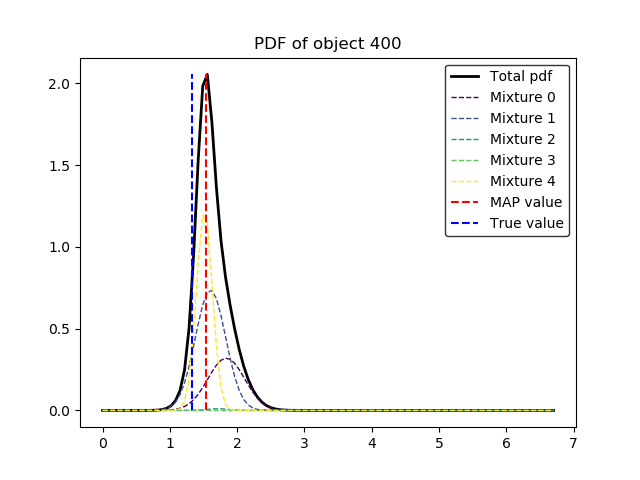 PDF of object 400
Total pdf
Mixture 0
Mixture 1
Mixture 2
Mixture 3
Mixture 4
MAP value
True value
2.0
1.5
1.0
0.5
0.0
0 1 2 3 4 5 6 7